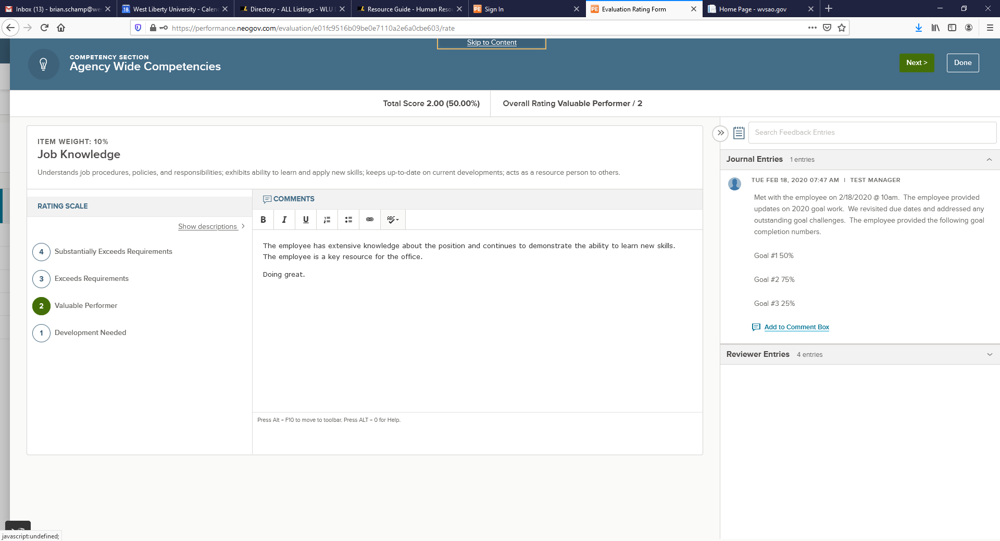 Inbox (13) - brian.schamp@we
18 West Liberty University - Calen
Directory - ALL Listings - WLU
Resource Guide - Human Reso
PE Sign In
PE Evaluation Rating Form
Home Page - wvsao.gov
https://performance.neogov.com/evaluation/e01fc9516b09be0e7110a2e6a0cbe603/rate
Skip to Content
COMPETENCY SECTION
Agency Wide Competencies
Next >
Done
Total Score 2.00 (50.00%)
Overall Rating Valuable Performer / 2
ITEM WEIGHT: 10%
Job Knowledge
Understands job procedures, policies, and responsibilities; exhibits ability to learn and apply new skills; keeps up-to-date on current developments; acts as a resource person to others.
RATING SCALE
Show descriptions >
4 Substantially Exceeds Requirements
3 Exceeds Requirements
2 Valuable Performer
1 Development Needed
COMMENTS
B I U ABC
The employee has extensive knowledge about the position and continues to demonstrate the ability to learn new skills.
The employee is a key resource for the office.
Doing great.
Press Alt + F10 to move to toolbar. Press ALT + 0 for Help.
Search Feedback Entries
Journal Entries 1 entries
TUE FEB 18, 2020 07:47 AM | TEST MANAGER
Met with the employee on 2/18/2020 @ 10am. The employee provided
updates on 2020 goal work. We revisited due dates and addressed any
outstanding goal challenges. The employee provided the following goal
completion numbers.
Goal #1 50%
Goal #2 75%
Goal #3 25%
Add to Comment Box
Reviewer Entries 4 entries
javascript:undefined;